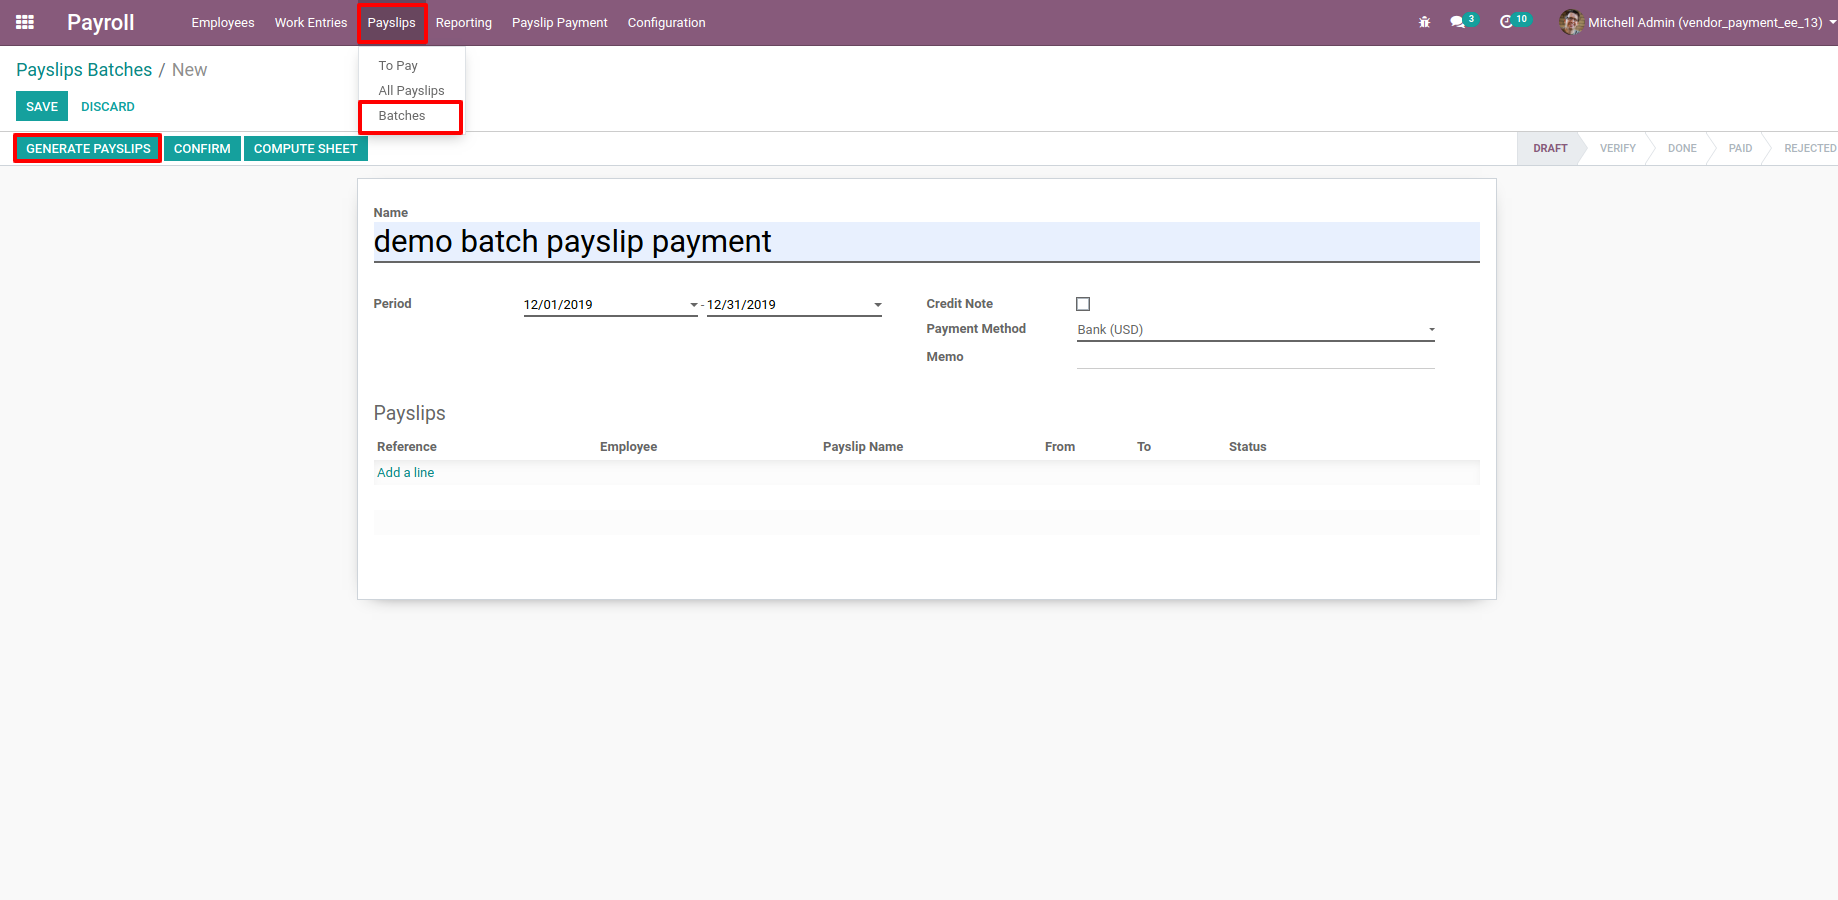 Payroll Employees Work Entries Payslips Reporting Payslip Payment Configuration 3 10 Mitchell Admin (vendor_payment_ee_13)
To Pay
All Payslips
Batches
Payslips Batches / New
SAVE DISCARD
GENERATE PAYSLIPS CONFIRM COMPUTE SHEET DRAFT VERIFY DONE PAID REJECTED
Name
demo batch payslip payment
Period 12/01/2019 - 12/31/2019 Credit Note
Payment Method Bank (USD)
Memo
Payslips
Reference Employee Payslip Name From To Status
Add a line